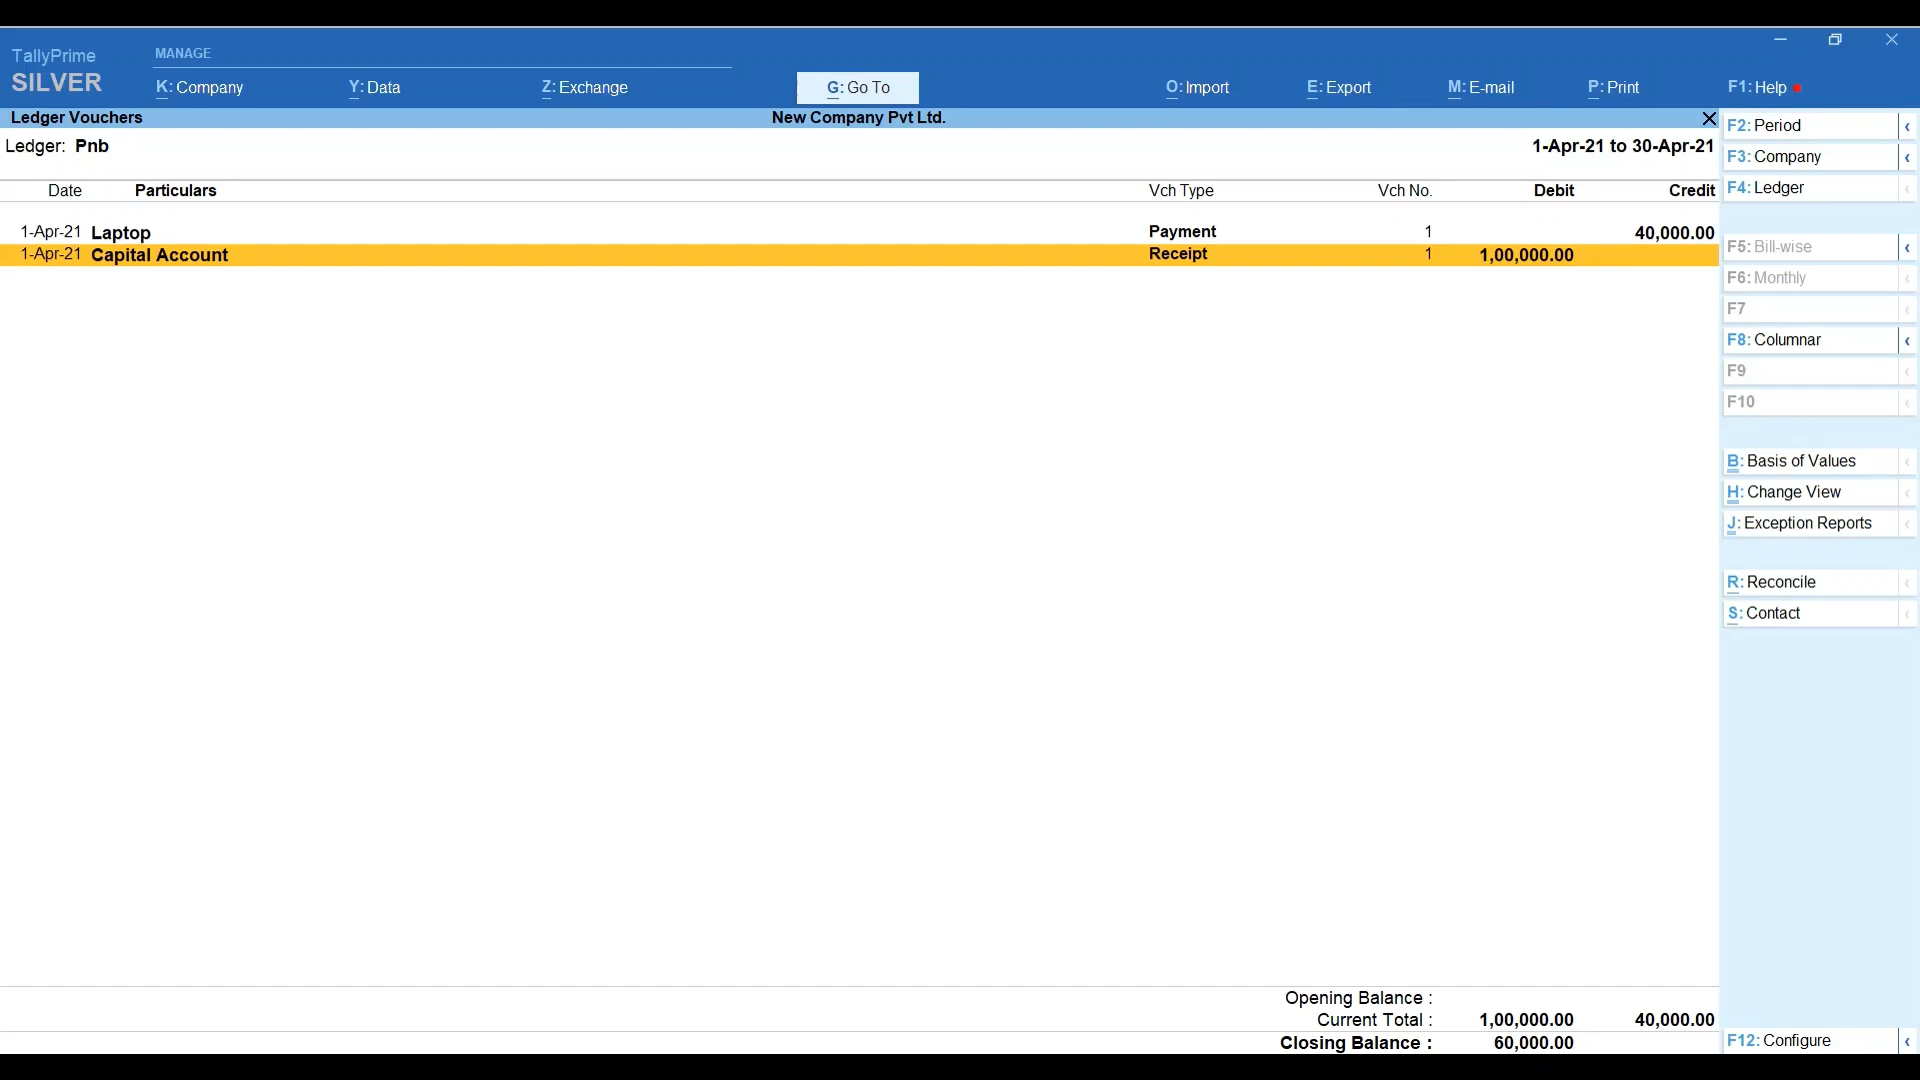 TallyPrime
SILVER
MANAGE
K: Company
Y: Data
Z: Exchange
G: Go To
O: Import
E: Export
M: E-mail
P: Print
F1: Help
Ledger Vouchers
New Company Pvt Ltd.
Ledger: Pnb
1-Apr-21 to 30-Apr-21
Date Particulars Vch Type Vch No. Debit Credit
1-Apr-21 Laptop Payment 1 40,000.00
1-Apr-21 Capital Account Receipt 1 1,00,000.00
Opening Balance :
Current Total : 1,00,000.00 40,000.00
Closing Balance : 60,000.00
F2: Period
F3: Company
F4: Ledger
F5: Bill-wise
F6: Monthly
F7
F8: Columnar
F9
F10
B: Basis of Values
H: Change View
J: Exception Reports
R: Reconcile
S: Contact
F12: Configure